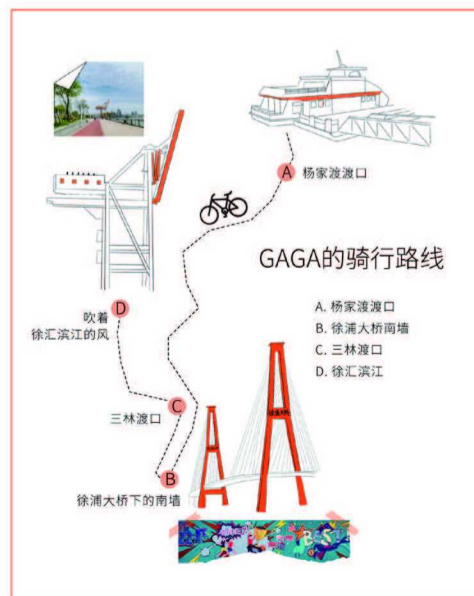 A 杨家渡渡口
GAGA的骑行路线
A. 杨家渡渡口
B. 徐浦大桥南墙
C. 三林渡口
D. 徐汇滨江
D
吹着
徐汇滨江的风
C
三林渡口
B
徐浦大桥下的南墙